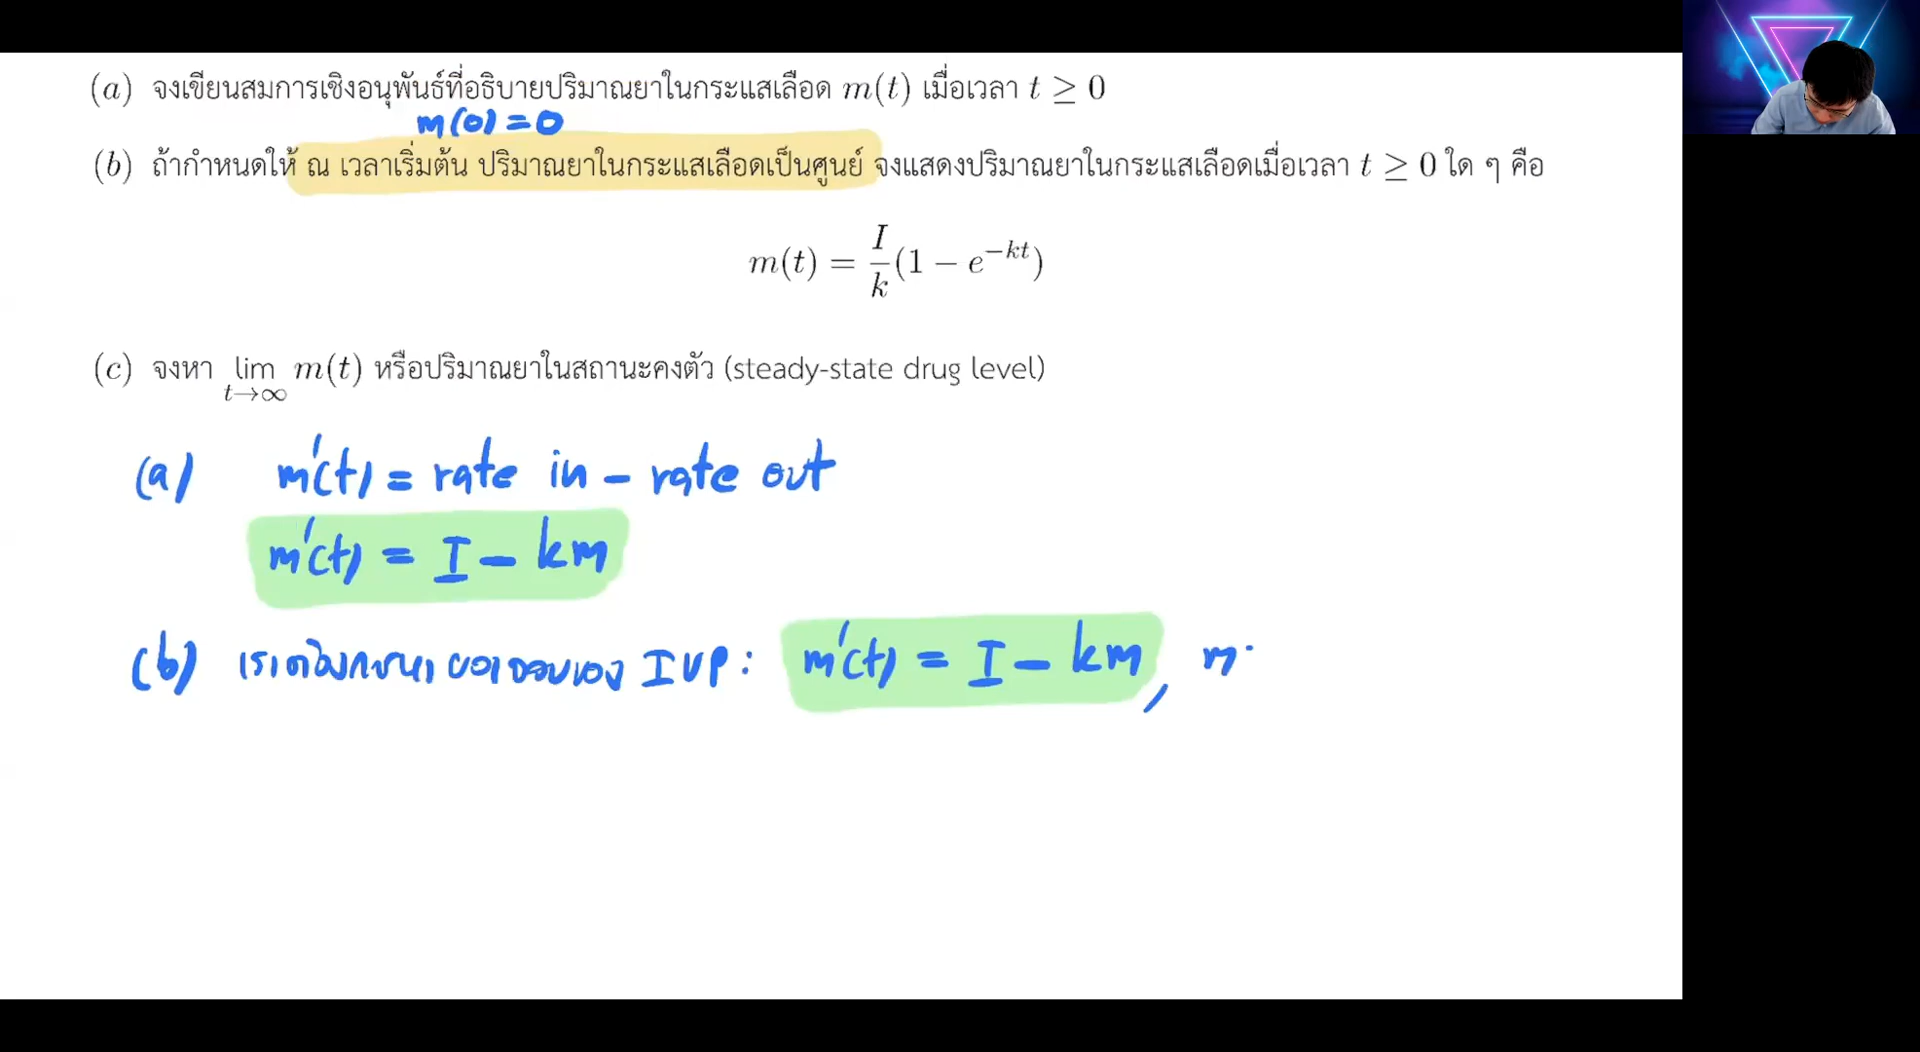 (a) จงเขียนสมการเชิงอนุพันธ์ที่อธิบายปริมาณยาในกระแสเลือด m(t) เมื่อเวลา t ≥ 0
m(0) = 0
(b) ถ้ากำหนดให้ ณ เวลาเริ่มต้น ปริมาณยาในกระแสเลือดเป็นศูนย์ จงแสดงปริมาณยาในกระแสเลือดเมื่อเวลา t ≥ 0 ใด ๆ คือ
m(t) = \frac{I}{k}(1 - e^{-kt})
(c) จงหา \lim_{t→∞} m(t) หรือปริมาณยาในสถานะคงตัว (steady-state drug level)
(a) m'(t) = rate in - rate out
m'(t) = I - km
(b) เราต้องการหา ของ IVP: m'(t) = I - km, m